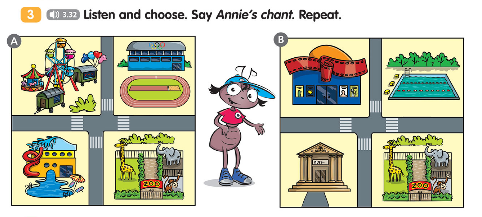 3 3.32 Listen and choose. Say Annie's chant. Repeat.
A
B
ZOO
ZOO